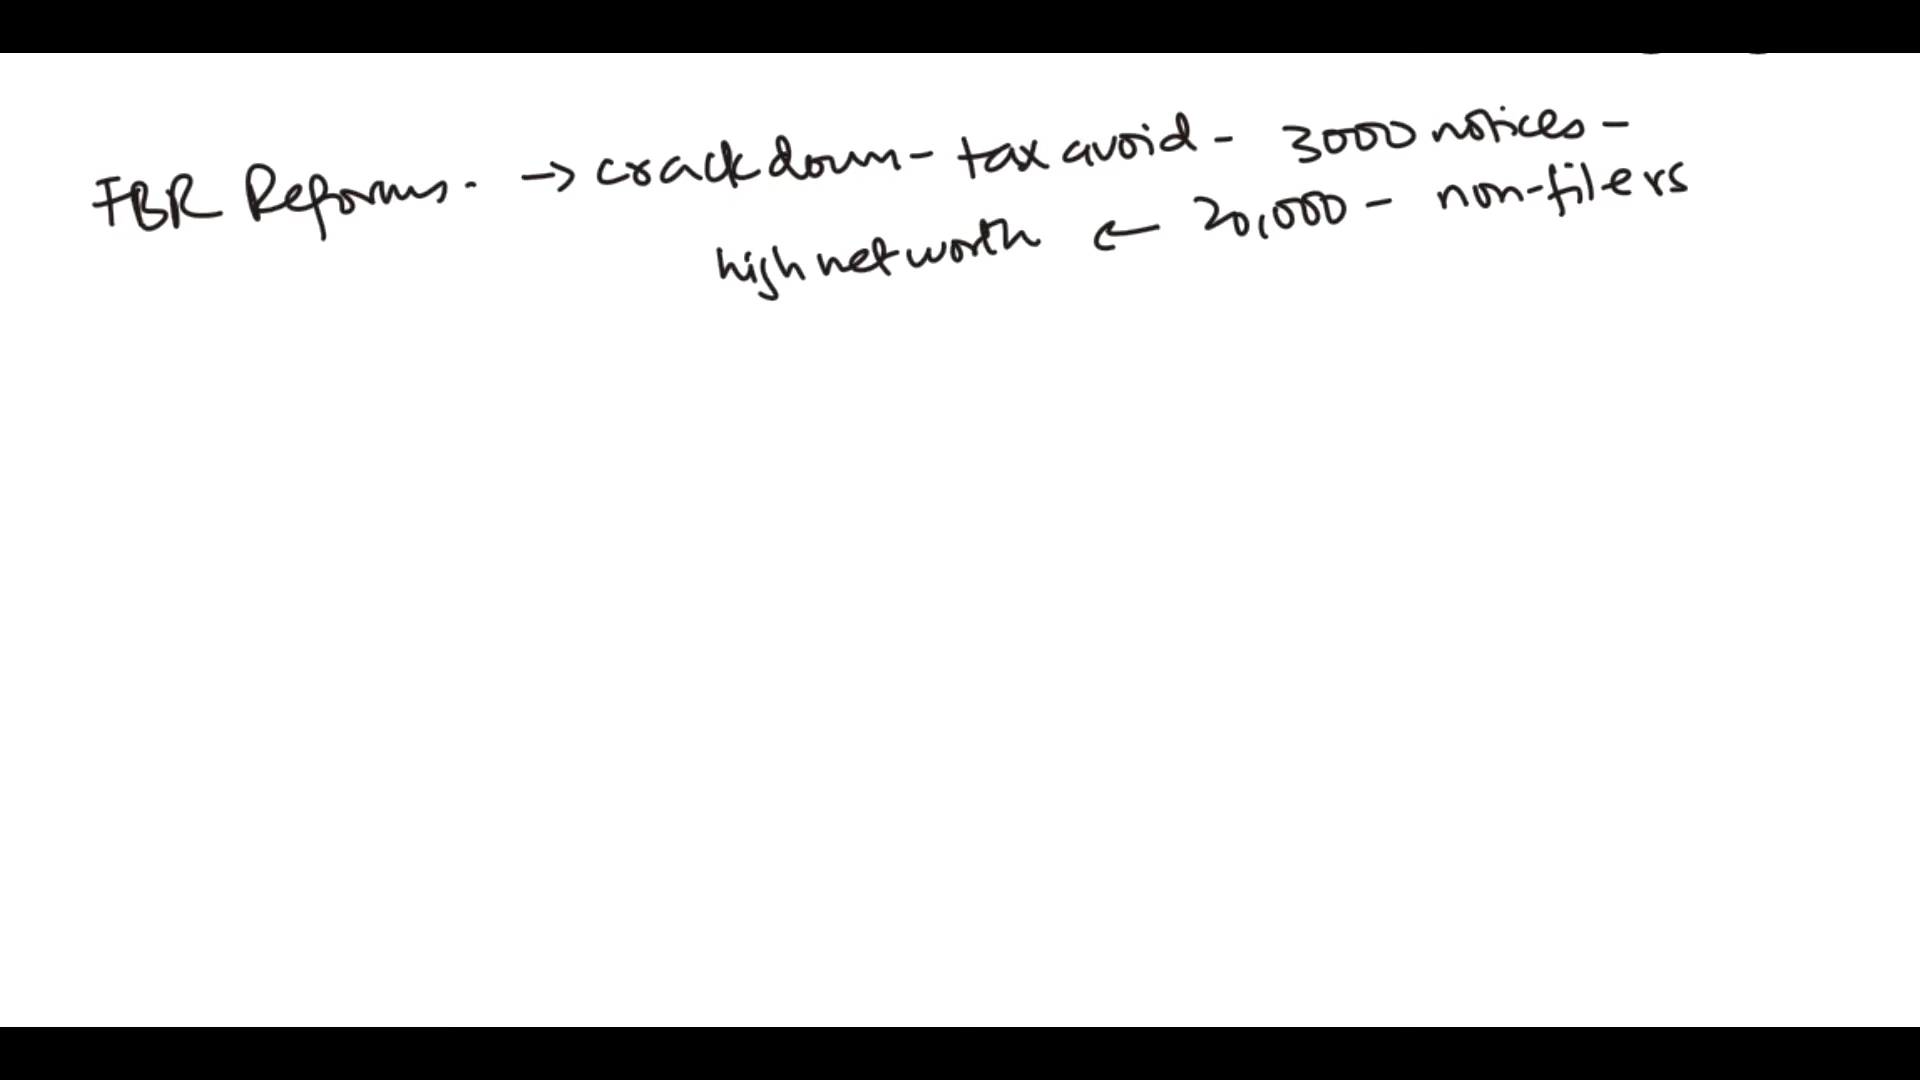 FBR Reforms. → crackdown - tax avoid - 3000 notices -
high net worth ← 20,000 - non-filers